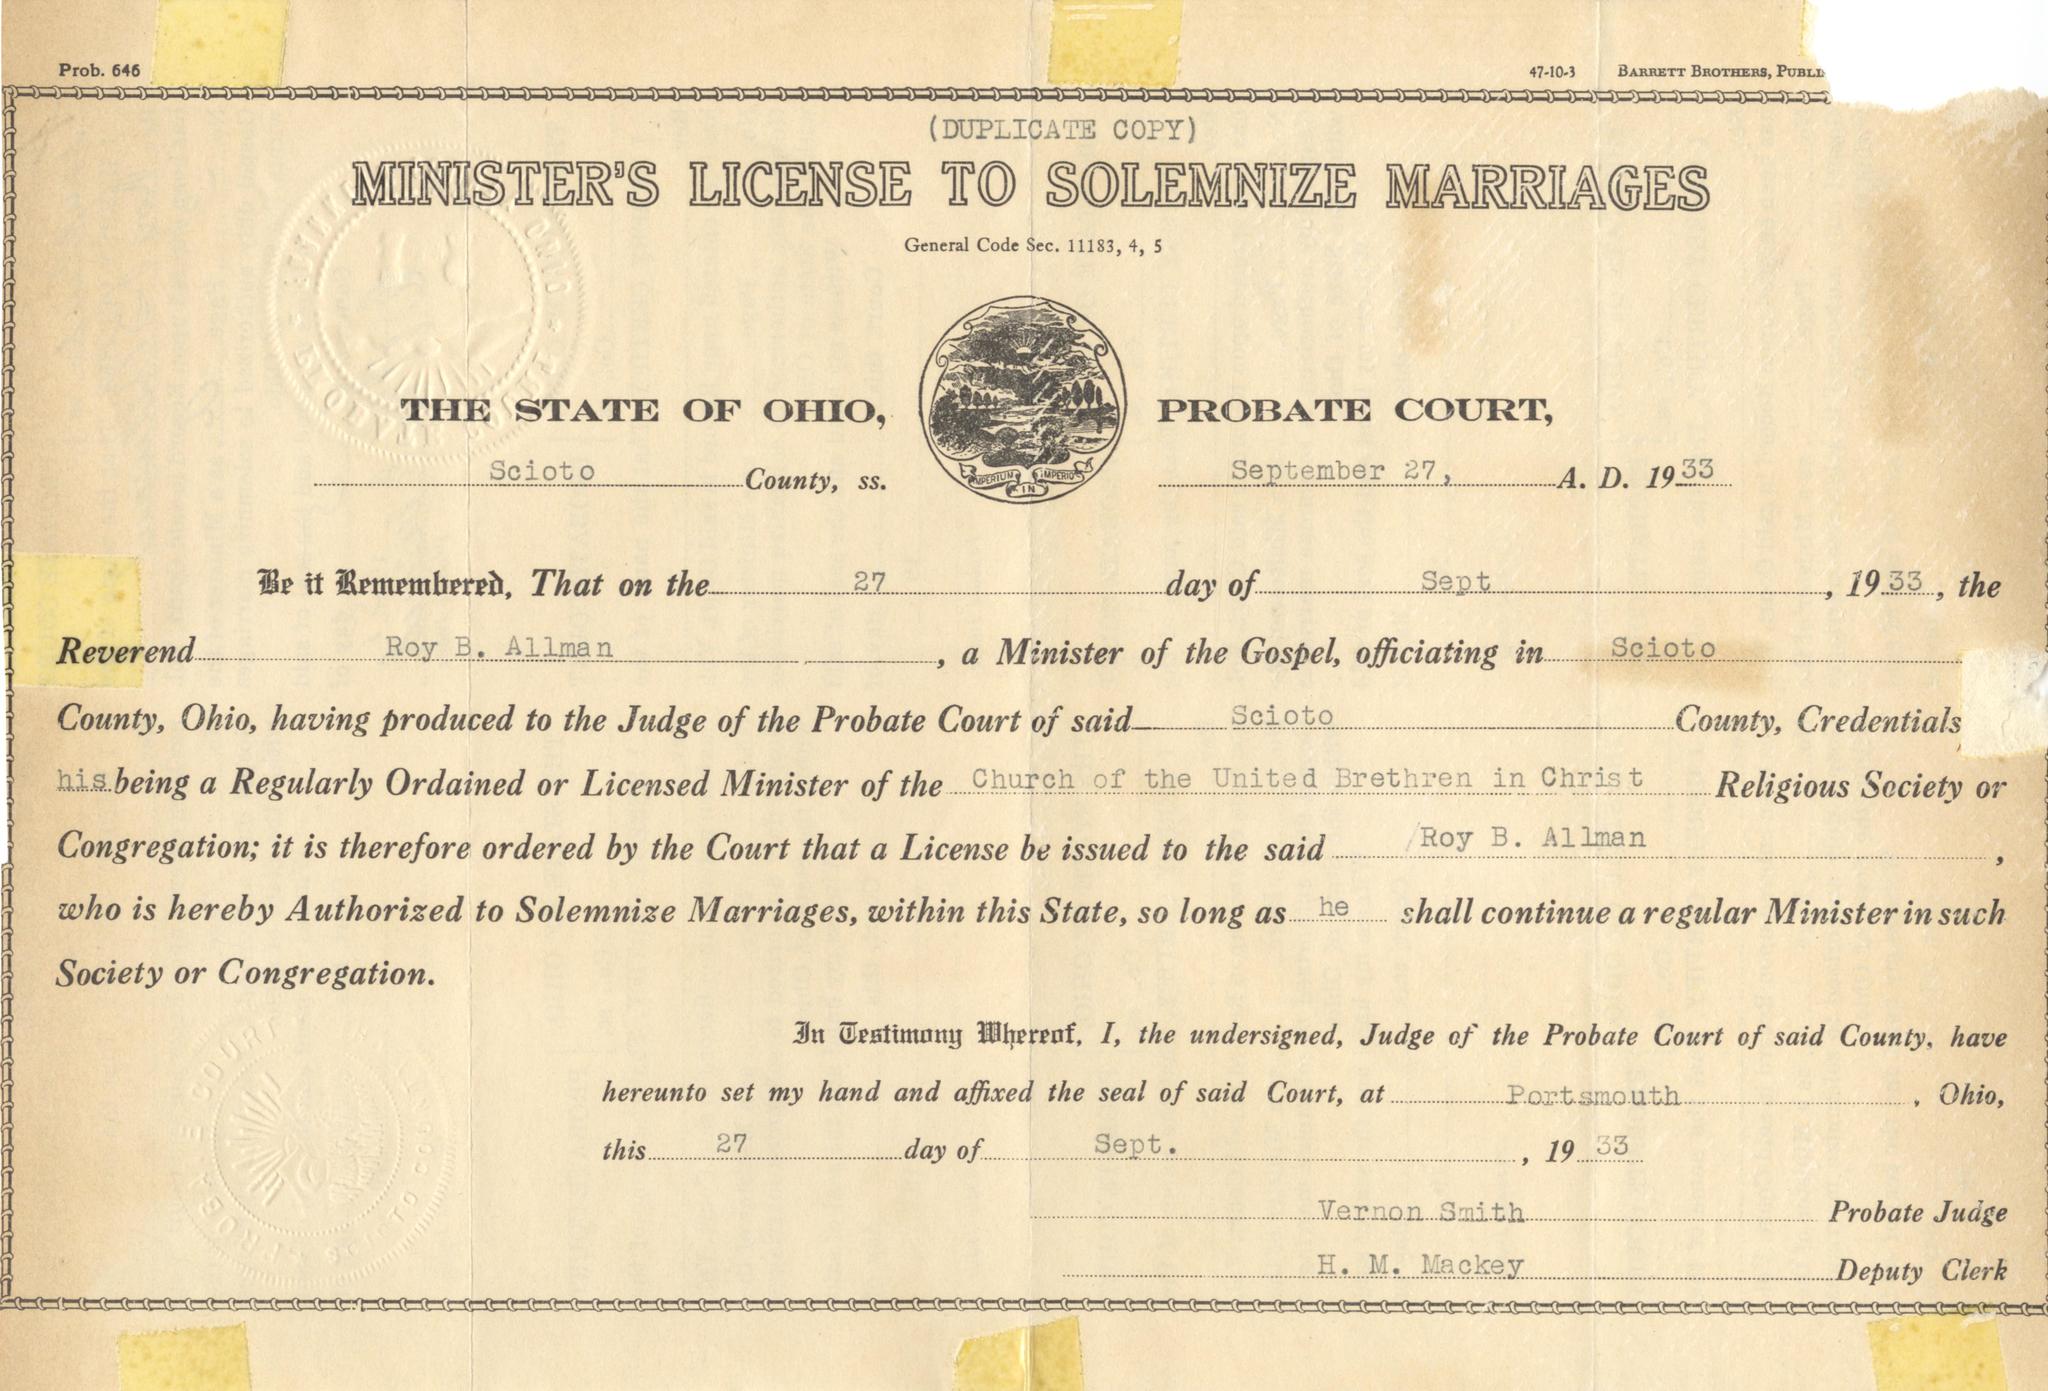 Prob. 646
47-10-3 BARRETT BROTHERS, PUBLI
(DUPLICATE COPY)
MINISTER'S LICENSE TO SOLEMNIZE MARRIAGES
General Code Sec. 11183, 4, 5
THE STATE OF OHIO, PROBATE COURT,
Scioto County, ss. September 27, A. D. 1933
IMPERIUM IN IMPERIO
Be it Remembered, That on the 27 day of Sept, 1933, the
Reverend Roy B. Allman, a Minister of the Gospel, officiating in Scioto
County, Ohio, having produced to the Judge of the Probate Court of said Scioto County, Credentials
his being a Regularly Ordained or Licensed Minister of the Church of the United Brethren in Christ Religious Society or
Congregation; it is therefore ordered by the Court that a License be issued to the said Roy B. Allman,
who is hereby Authorized to Solemnize Marriages, within this State, so long as he shall continue a regular Minister in such
Society or Congregation.
In Testimony Whereof, I, the undersigned, Judge of the Probate Court of said County, have
hereunto set my hand and affixed the seal of said Court, at Portsmouth, Ohio,
this 27 day of Sept., 1933
Vernon Smith Probate Judge
H. M. Mackey Deputy Clerk